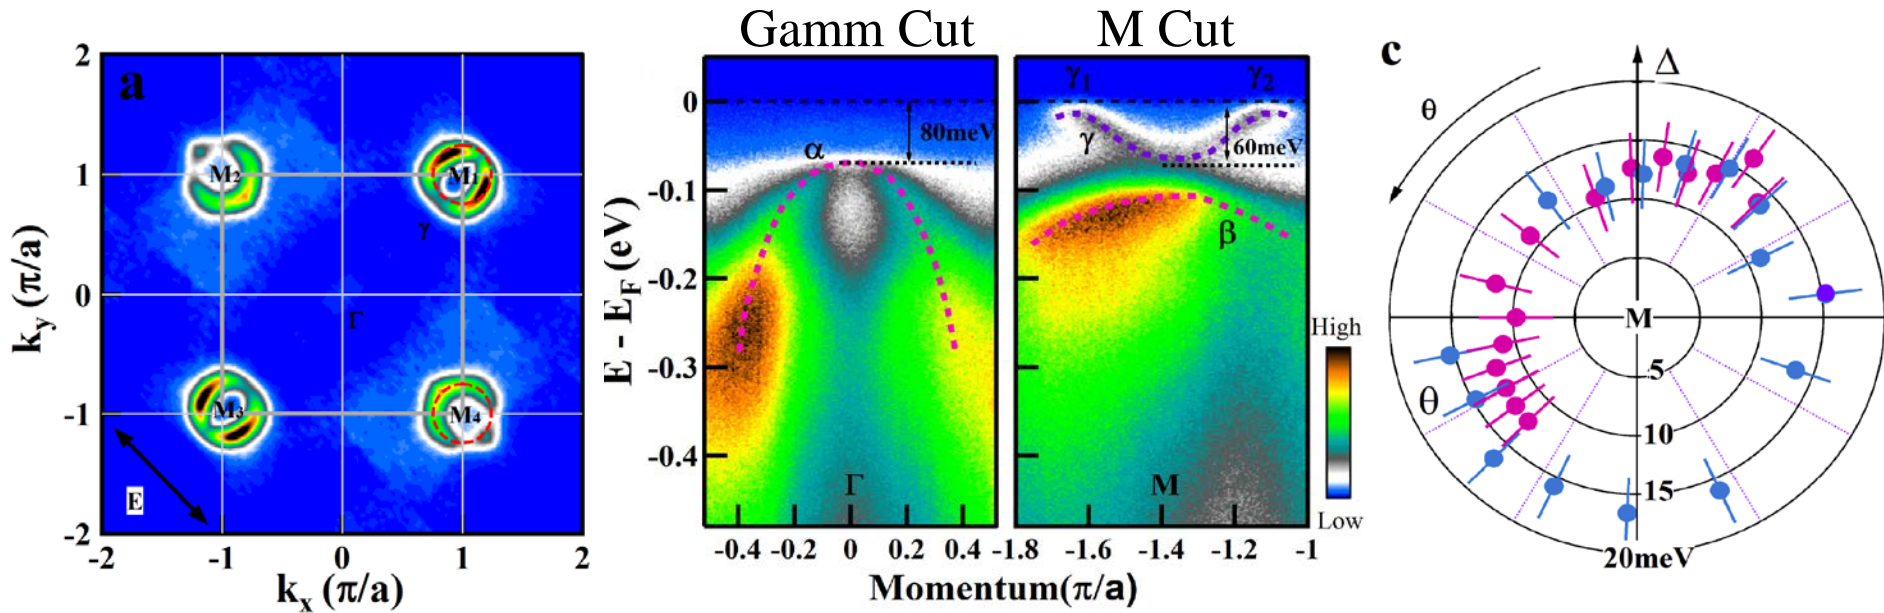 Gamm Cut
M Cut
a
2
1
0
-1
-2
M₂
M₁
γ
Γ
M₃
M₄
E
-2
-1
0
1
2
kₓ (π/a)
k_y (π/a)
E - E_F (eV)
0
-0.1
-0.2
-0.3
-0.4
α
80meV
Γ
-0.4
-0.2
0
0.2
0.4
γ₁
γ₂
γ
60meV
β
M
-1.8
-1.6
-1.4
-1.2
-1
Momentum(π/a)
High
Low
c
Δ
θ
M
5
θ
10
15
20meV